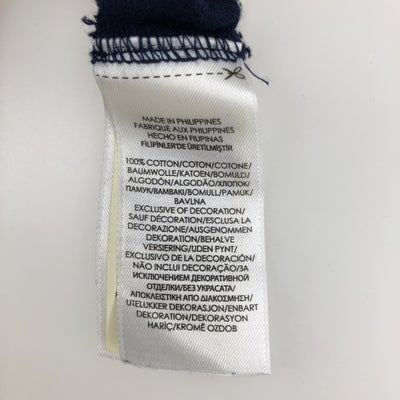 MADE IN PHILIPPINES
FABRIQUÉ AUX PHILIPPINES
HECHO EN FILIPINAS
FİLİPİNLER'DE ÜRETİLMİŞTİR
100% COTTON/COTON/COTONE/
BAUMWOLLE/KATOEN/BOMULD/
ALGODÓN/ALGODÃO/ХЛОПОК/
ПАМУК/ΒΑΜΒΑΚΙ/BOMULL/PAMUK/
BAVLNA
EXCLUSIVE OF DECORATION/
SAUF DÉCORATION/ESCLUSA LA
DECORAZIONE/AUSGENOMMEN
DEKORATION/BEHALVE
VERSIERING/UDEN PYNT/
EXCLUSIVO DE LA DECORACIÓN/
NÃO INCLUI DECORAÇÃO/ЗА
ИСКЛЮЧЕНИЕМ ДЕКОРАТИВНОЙ
ОТДЕЛКИ/БЕЗ УКРАСАТА/
ΑΠΟΚΛΕΙΣΤΙΚΗ ΑΠΟ ΔΙΑΚΟΣΜΗΣΗ/
UTELUKKER DEKORASJON/ENBART
DEKORATION/DEKORASYON
HARİÇ/KROMĚ OZDOB